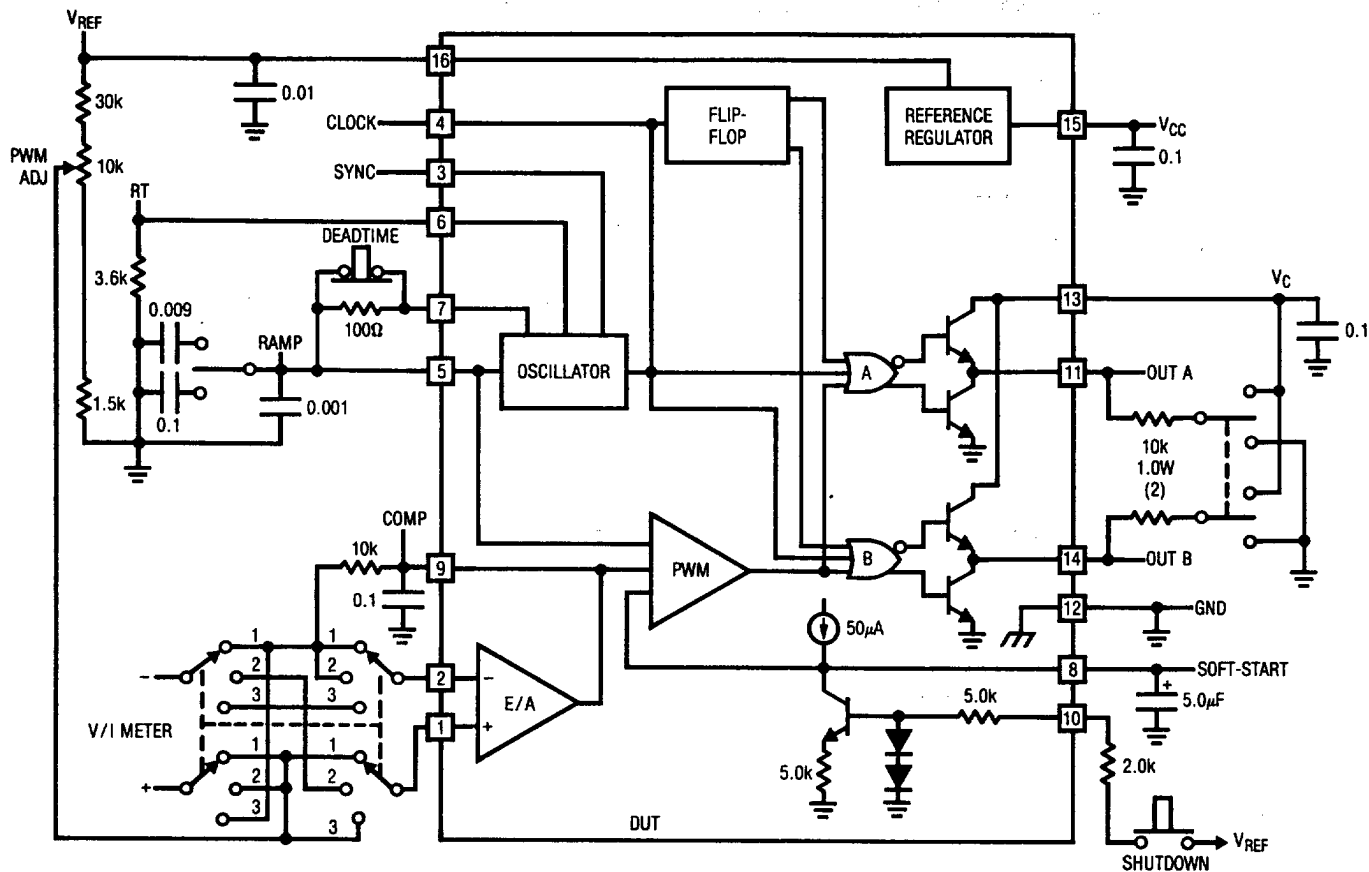 VREF
16
30k
0.01
CLOCK
4
FLIP-
FLOP
REFERENCE
REGULATOR
15
VCC
0.1
PWM
ADJ
10k
SYNC
3
RT
6
DEADTIME
3.6k
7
100Ω
0.009
RAMP
5
OSCILLATOR
1.5k
0.1
0.001
VC
13
0.1
A
11
OUT A
10k
1.0W
(2)
COMP
10k
9
0.1
PWM
B
14
OUT B
12
GND
50µA
8
SOFT-START
+
5.0µF
1
1
2
2
3
3
−
2
−
E/A
V/I METER
1
+
1
1
+
2
2
3
3
5.0k
10
5.0k
2.0k
DUT
SHUTDOWN
VREF